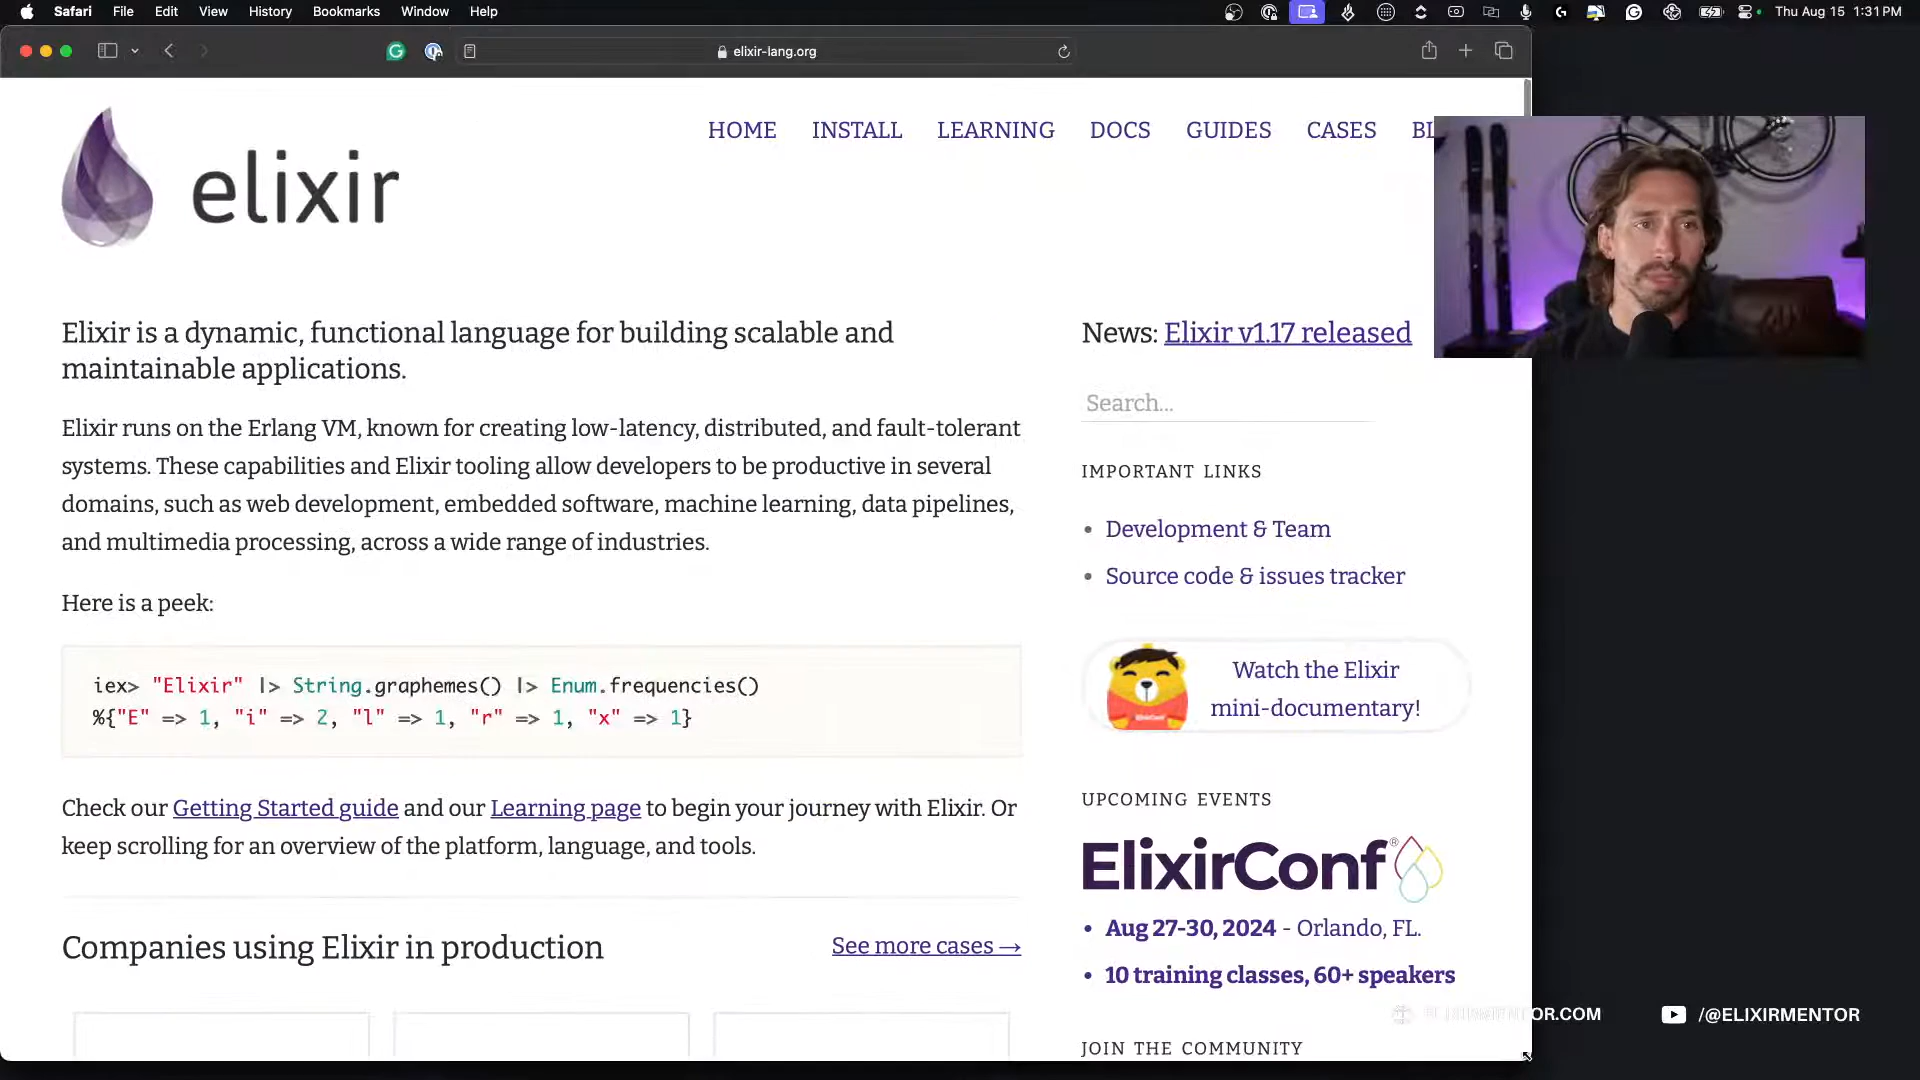 Safari File Edit View History Bookmarks Window Help Thu Aug 15 1:31 PM
elixir-lang.org
HOME INSTALL LEARNING DOCS GUIDES CASES
elixir
Elixir is a dynamic, functional language for building scalable and
maintainable applications.
Elixir runs on the Erlang VM, known for creating low-latency, distributed, and fault-tolerant
systems. These capabilities and Elixir tooling allow developers to be productive in several
domains, such as web development, embedded software, machine learning, data pipelines,
and multimedia processing, across a wide range of industries.
Here is a peek:
iex> "Elixir" |> String.graphemes() |> Enum.frequencies()
%{"E" => 1, "i" => 2, "l" => 1, "r" => 1, "x" => 1}
Check our Getting Started guide and our Learning page to begin your journey with Elixir. Or
keep scrolling for an overview of the platform, language, and tools.
Companies using Elixir in production
See more cases →
News: Elixir v1.17 released
Search...
IMPORTANT LINKS
• Development & Team
• Source code & issues tracker
Watch the Elixir
mini-documentary!
UPCOMING EVENTS
ElixirConf®
• Aug 27-30, 2024 - Orlando, FL.
• 10 training classes, 60+ speakers
JOIN THE COMMUNITY
/@ELIXIRMENTOR